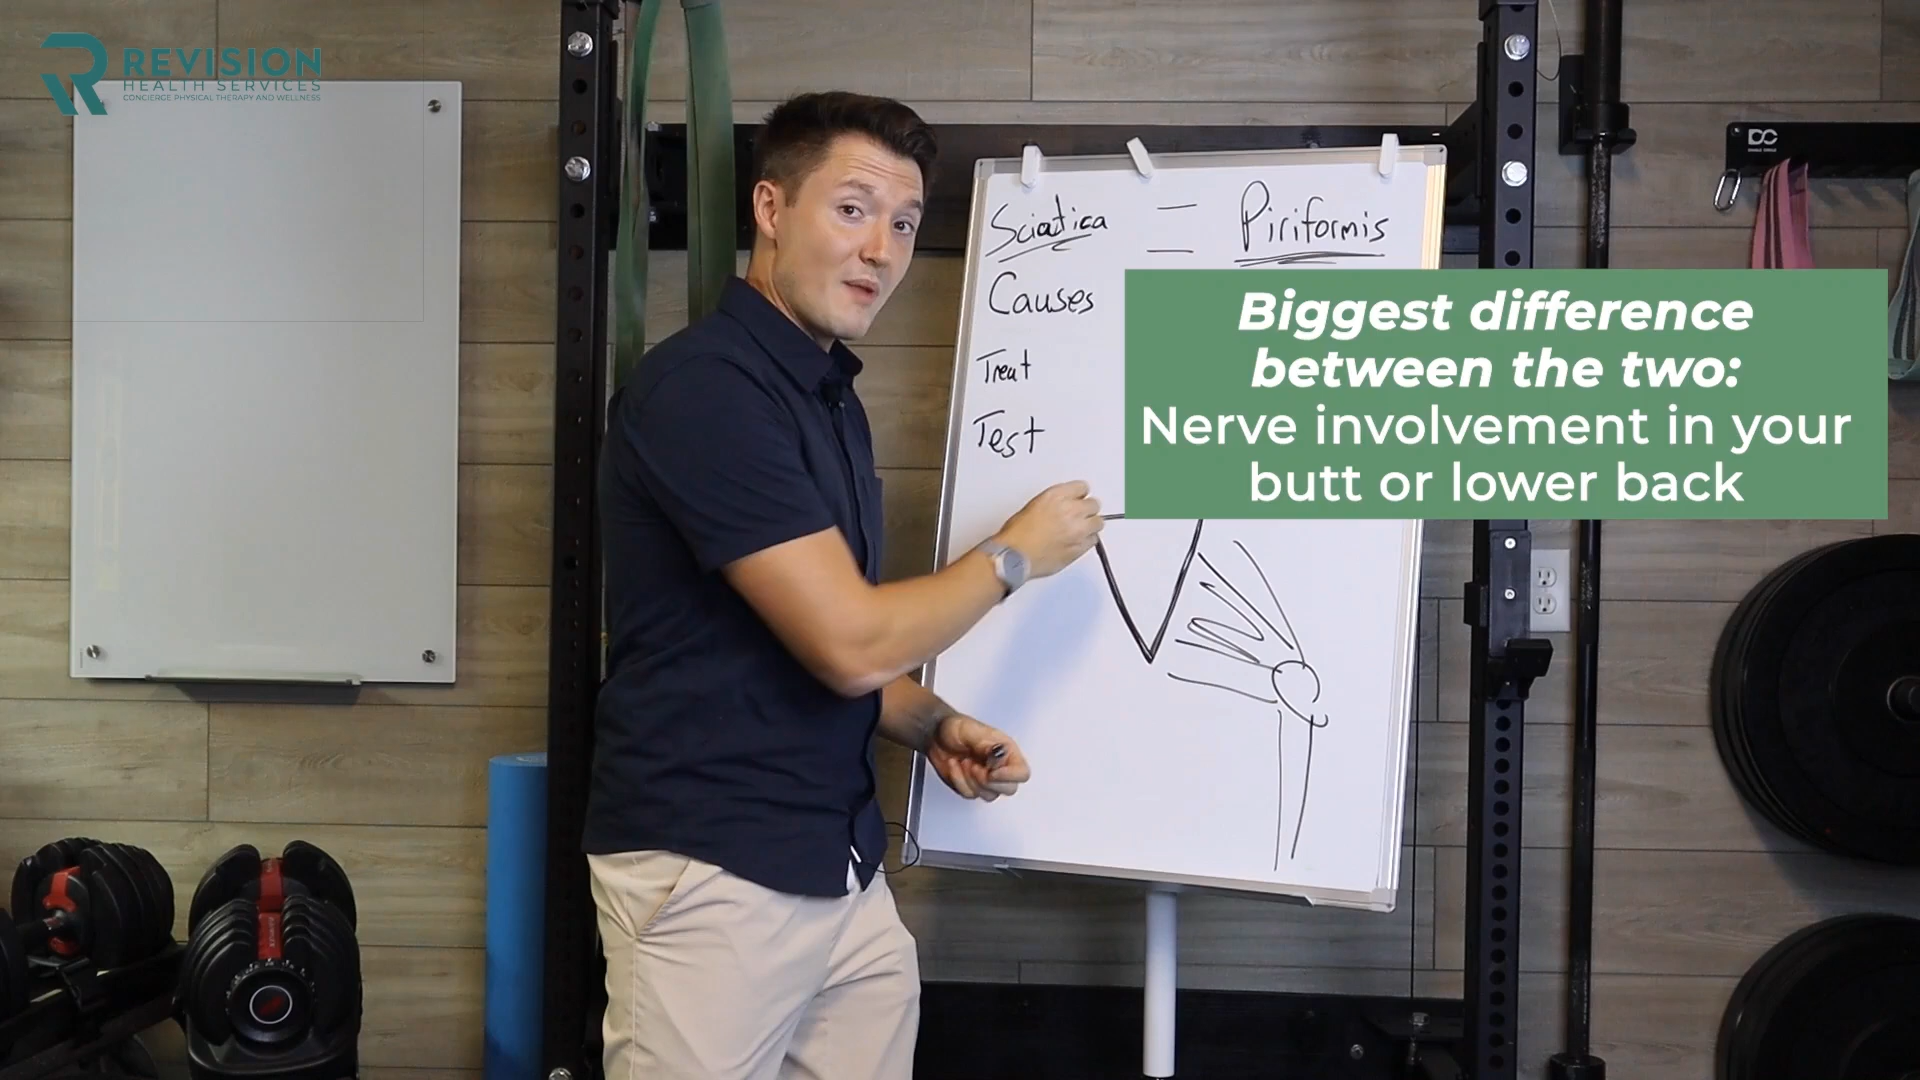 REVISION
HEALTH SERVICES
CONCIERGE PHYSICAL THERAPY AND WELLNESS
DC
Sciatica = Piriformis
Causes
Treat
Test
Biggest difference
between the two:
Nerve involvement in your
butt or lower back